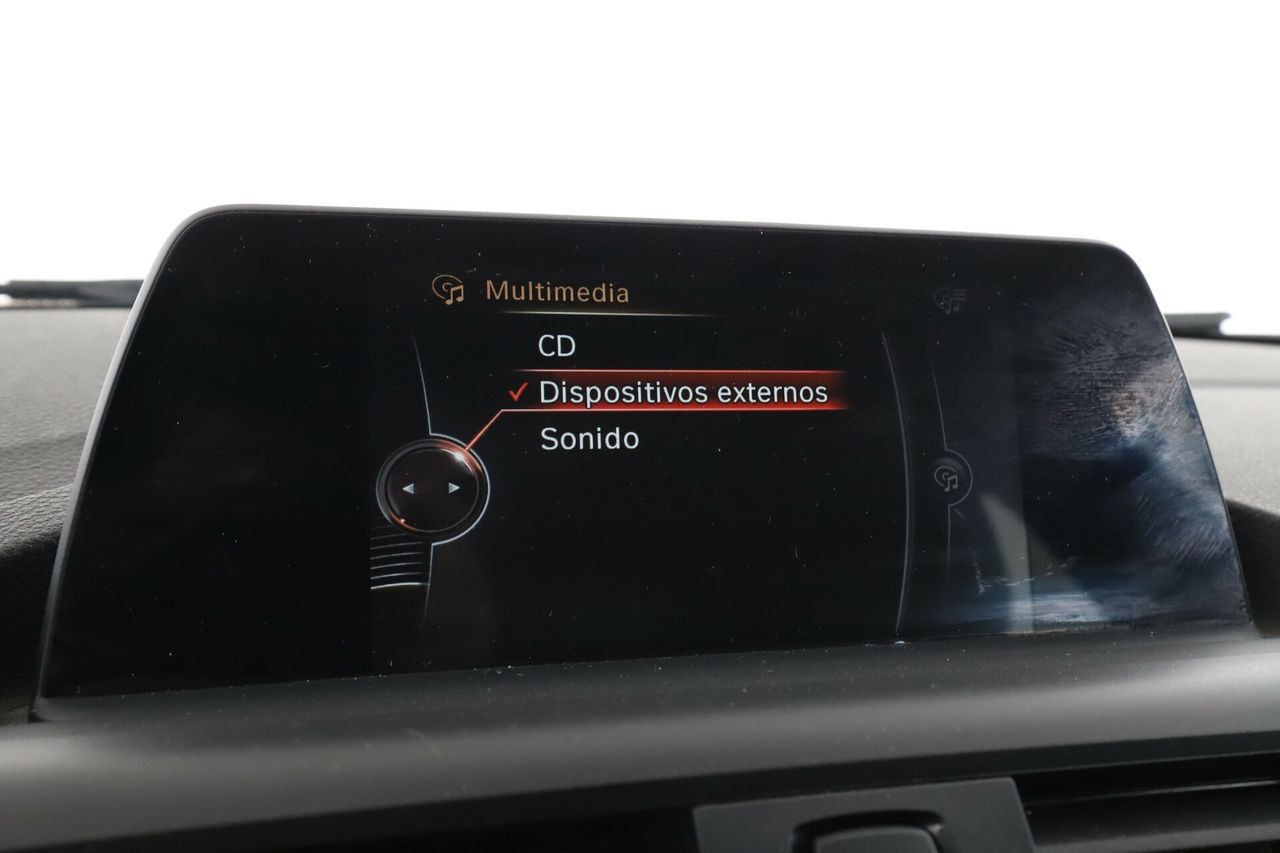 Multimedia
CD
Dispositivos externos
Sonido